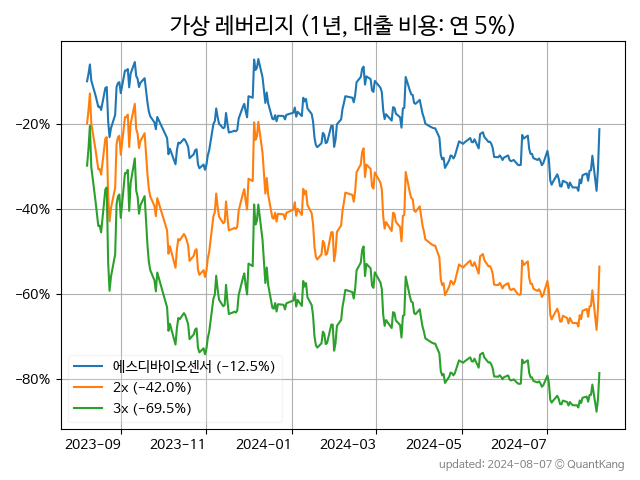 가상 레버리지 (1년, 대출 비용: 연 5%)
−20%
−40%
−60%
−80%
에스디바이오센서 (−12.5%)
2x (−42.0%)
3x (−69.5%)
2023-09 2023-11 2024-01 2024-03 2024-05 2024-07
updated: 2024-08-07 © QuantKang